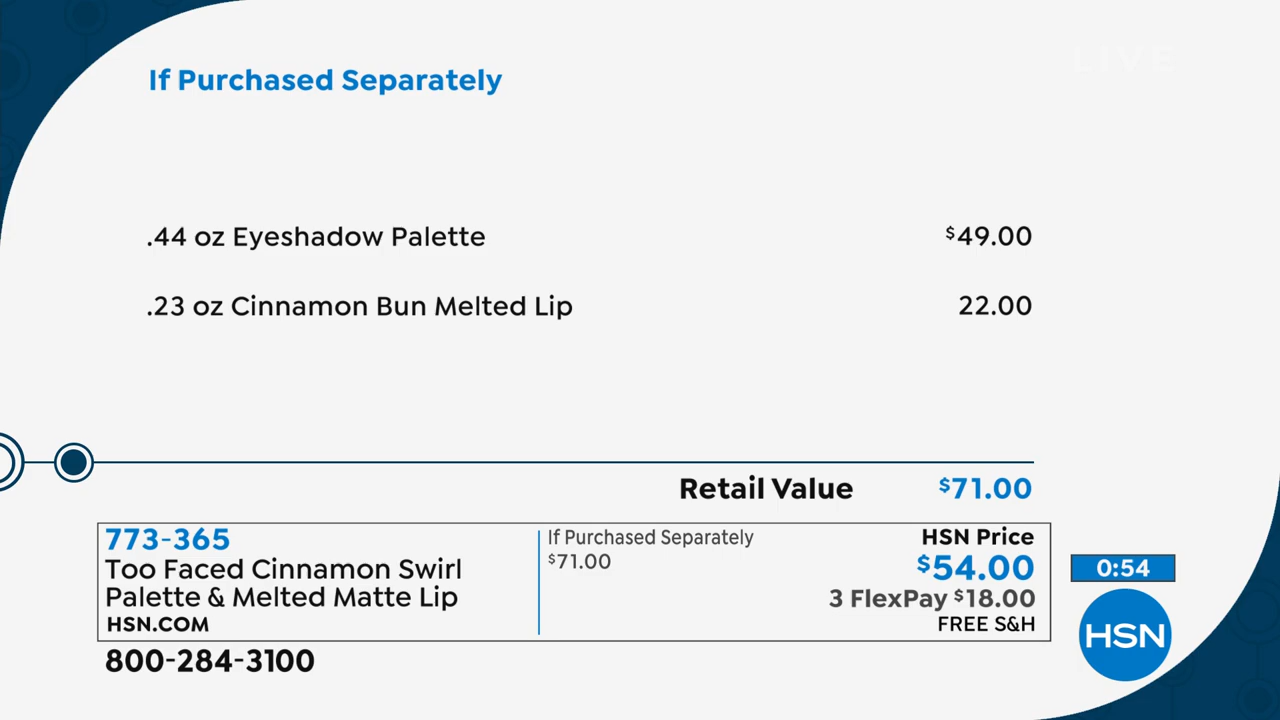 LIVE
If Purchased Separately
.44 oz Eyeshadow Palette $49.00
.23 oz Cinnamon Bun Melted Lip 22.00
Retail Value $71.00
773-365
Too Faced Cinnamon Swirl
Palette & Melted Matte Lip
HSN.COM
If Purchased Separately
$71.00
HSN Price
$54.00
3 FlexPay $18.00
FREE S&H
0:54
HSN
800-284-3100